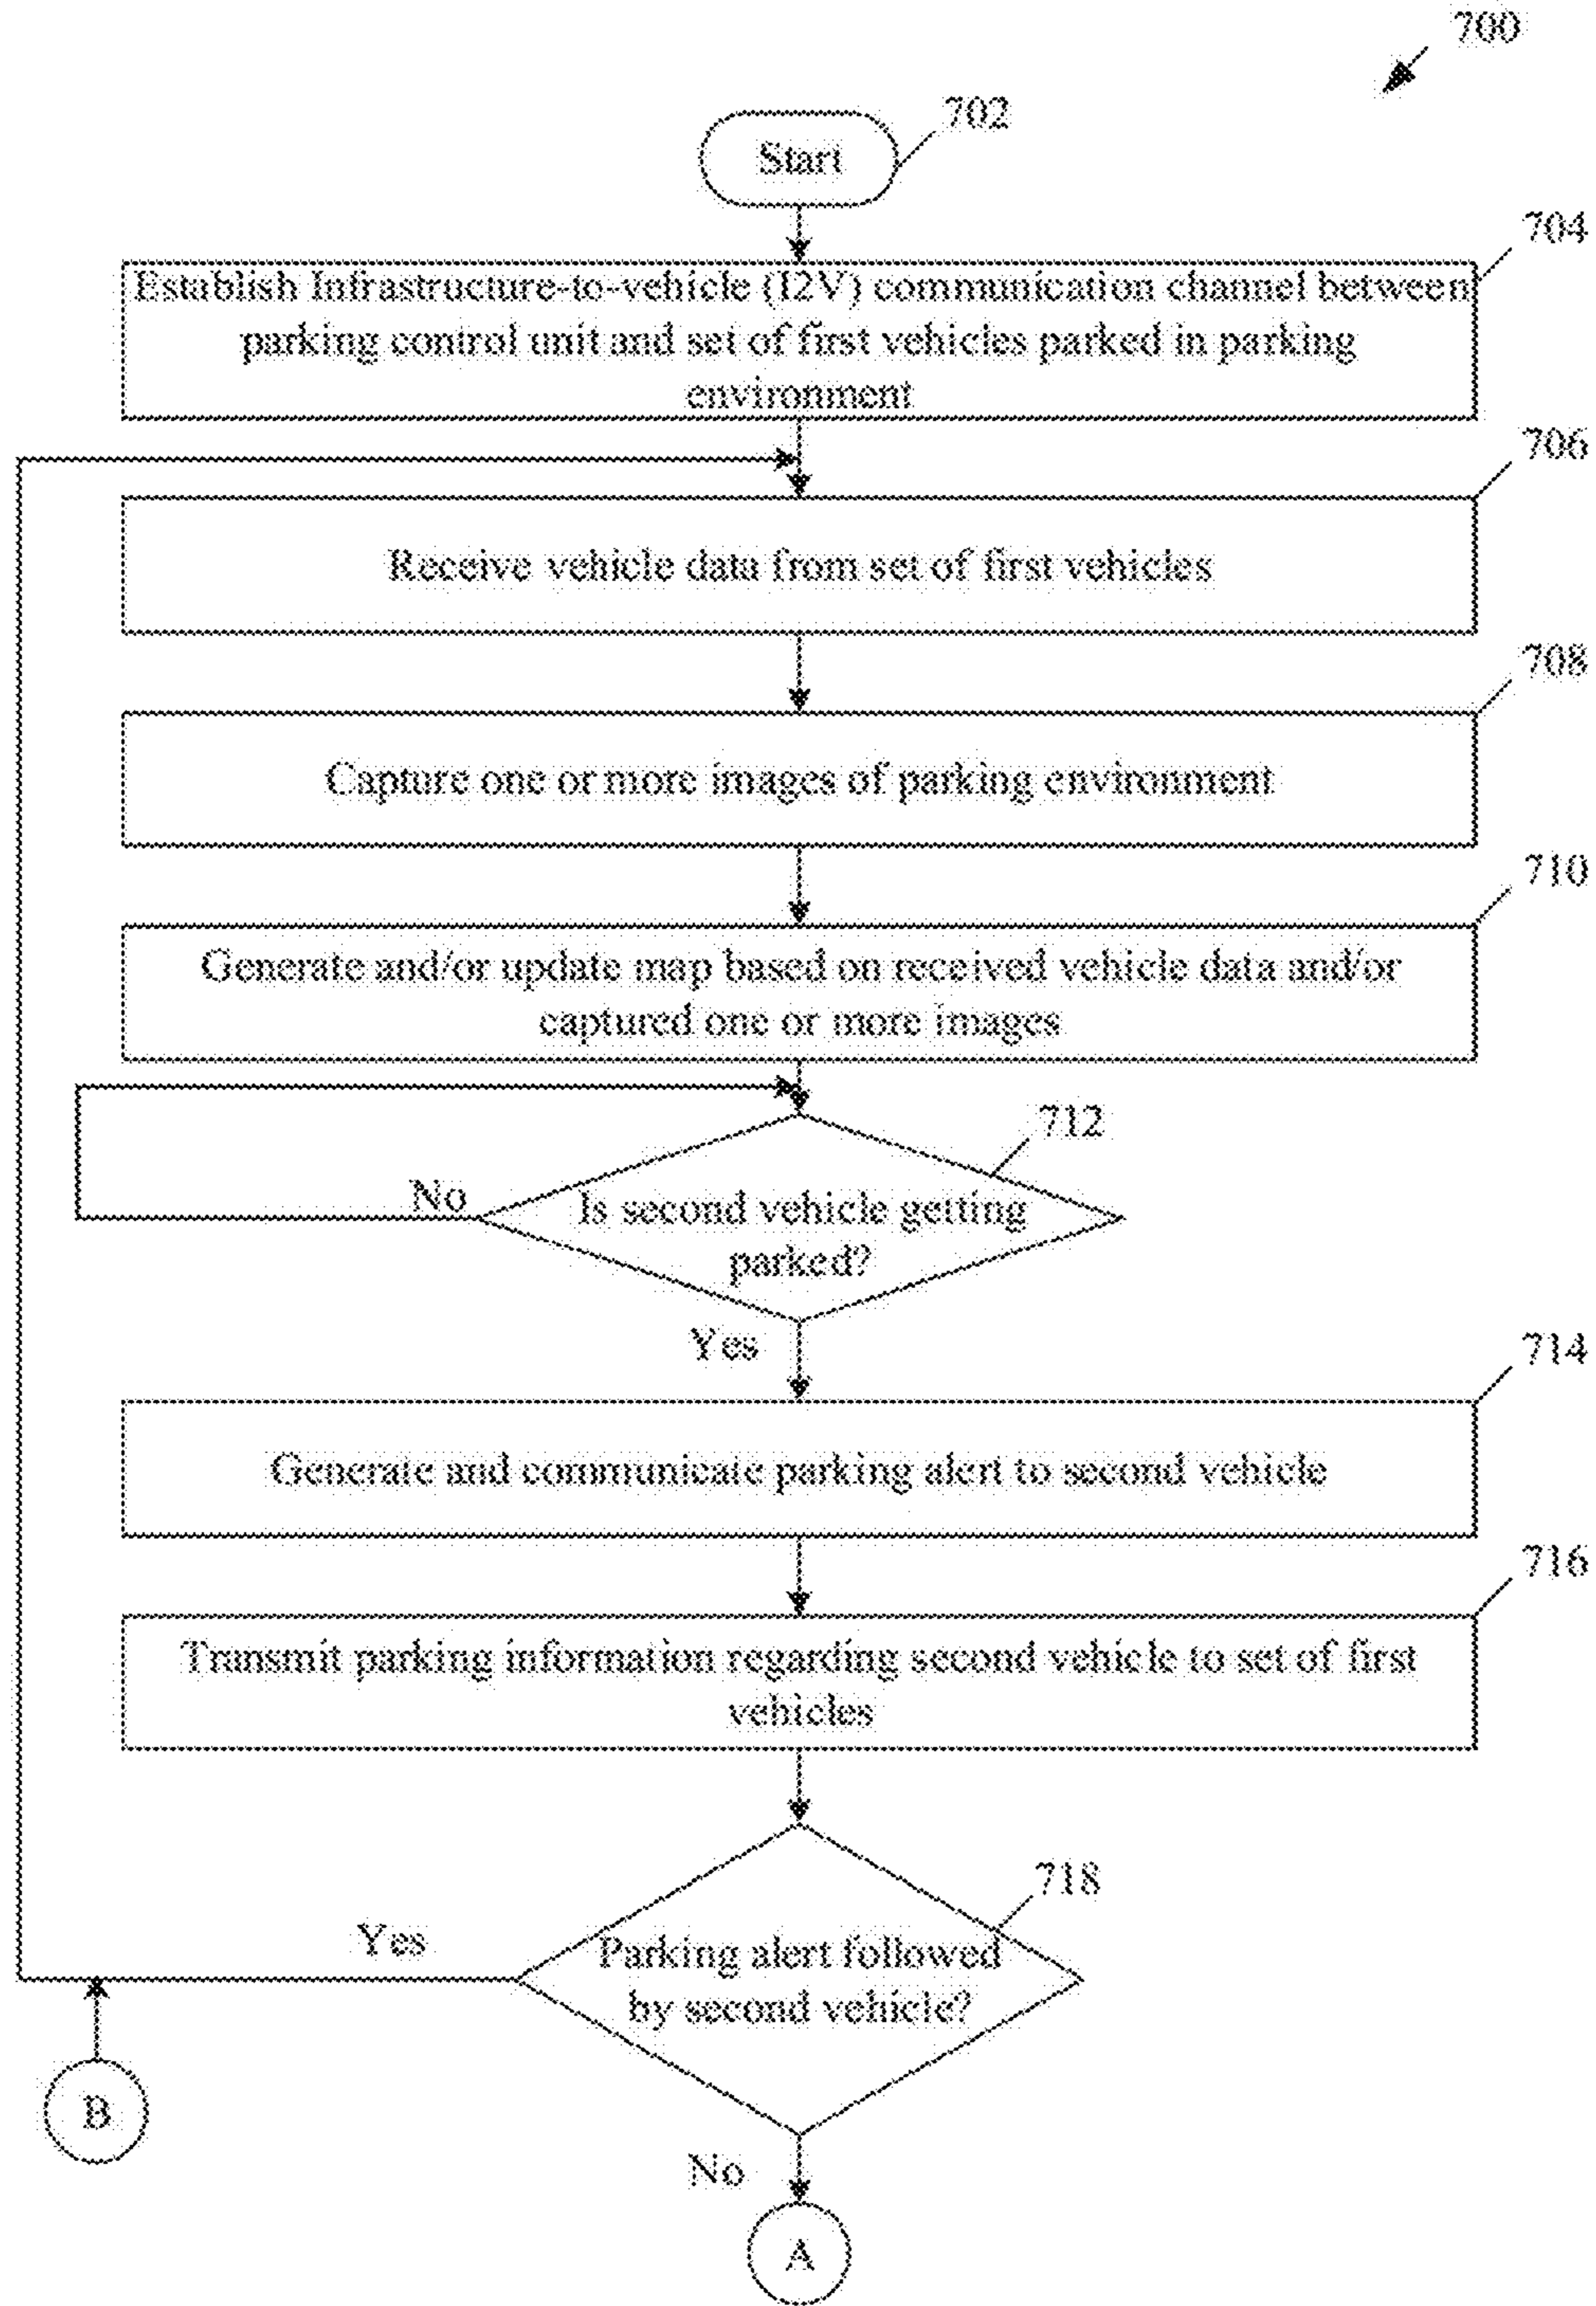 700
702
Start
704
Establish Infrastructure-to-vehicle (I2V) communication channel between
parking control unit and set of first vehicles parked in parking
environment
706
Receive vehicle data from set of first vehicles
708
Capture one or more images of parking environment
710
Generate and/or update map based on received vehicle data and/or
captured one or more images
712
No
Is second vehicle getting
parked?
Yes
714
Generate and communicate parking alert to second vehicle
716
Transmit parking information regarding second vehicle to set of first
vehicles
718
Yes
Parking alert followed
by second vehicle?
B
No
A